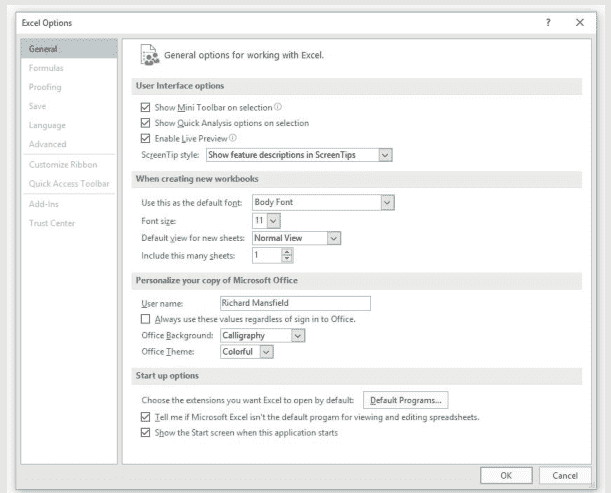 Excel Options
?
General
Formulas
Proofing
Save
Language
Advanced
Customize Ribbon
Quick Access Toolbar
Add-Ins
Trust Center
General options for working with Excel.
User Interface options
Show Mini Toolbar on selection
Show Quick Analysis options on selection
Enable Live Preview
ScreenTip style: Show feature descriptions in ScreenTips
When creating new workbooks
Use this as the default font: Body Font
Font size: 11
Default view for new sheets: Normal View
Include this many sheets: 1
Personalize your copy of Microsoft Office
User name: Richard Mansfield
Always use these values regardless of sign in to Office.
Office Background: Calligraphy
Office Theme: Colorful
Start up options
Choose the extensions you want Excel to open by default: Default Programs...
Tell me if Microsoft Excel isn't the default progam for viewing and editing spreadsheets.
Show the Start screen when this application starts
OK Cancel